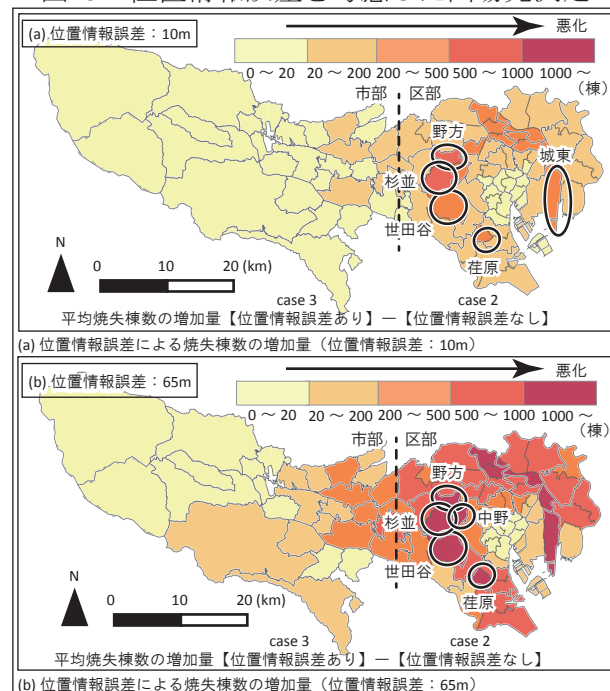 (a) 位置情報誤差：10m
悪化
0 ～ 20
20 ～ 200
200 ～ 500
500 ～ 1000
1000 ～
(棟)
市部
区部
野方
城東
杉並
世田谷
荏原
N
0
10
20 (km)
case 3
case 2
平均焼失棟数の増加量【位置情報誤差あり】－【位置情報誤差なし】
(a) 位置情報誤差による焼失棟数の増加量（位置情報誤差：10m）
(b) 位置情報誤差：65m
悪化
0 ～ 20
20 ～ 200
200 ～ 500
500 ～ 1000
1000 ～
(棟)
市部
区部
野方
杉並
中野
世田谷
荏原
N
0
10
20 (km)
case 3
case 2
平均焼失棟数の増加量【位置情報誤差あり】－【位置情報誤差なし】
(b) 位置情報誤差による焼失棟数の増加量（位置情報誤差：65m）